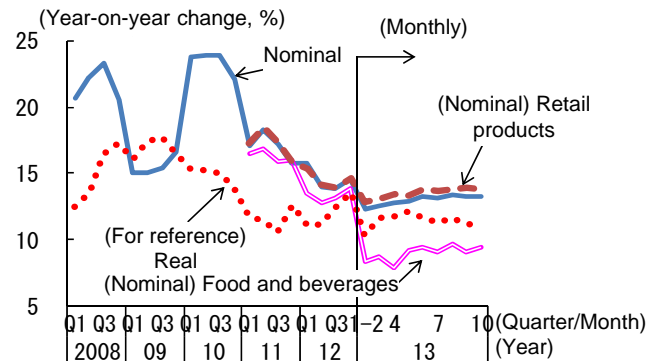 (Year-on-year change, %)
25
(Monthly)
Nominal
20
(Nominal) Retail
products
15
10
(For reference)
Real
(Nominal) Food and beverages
5
Q1 Q3 Q1 Q3 Q1 Q3 Q1 Q3 Q1 Q3 1-2 4 7 10 (Quarter/Month)
2008 09 10 11 12 13 (Year)